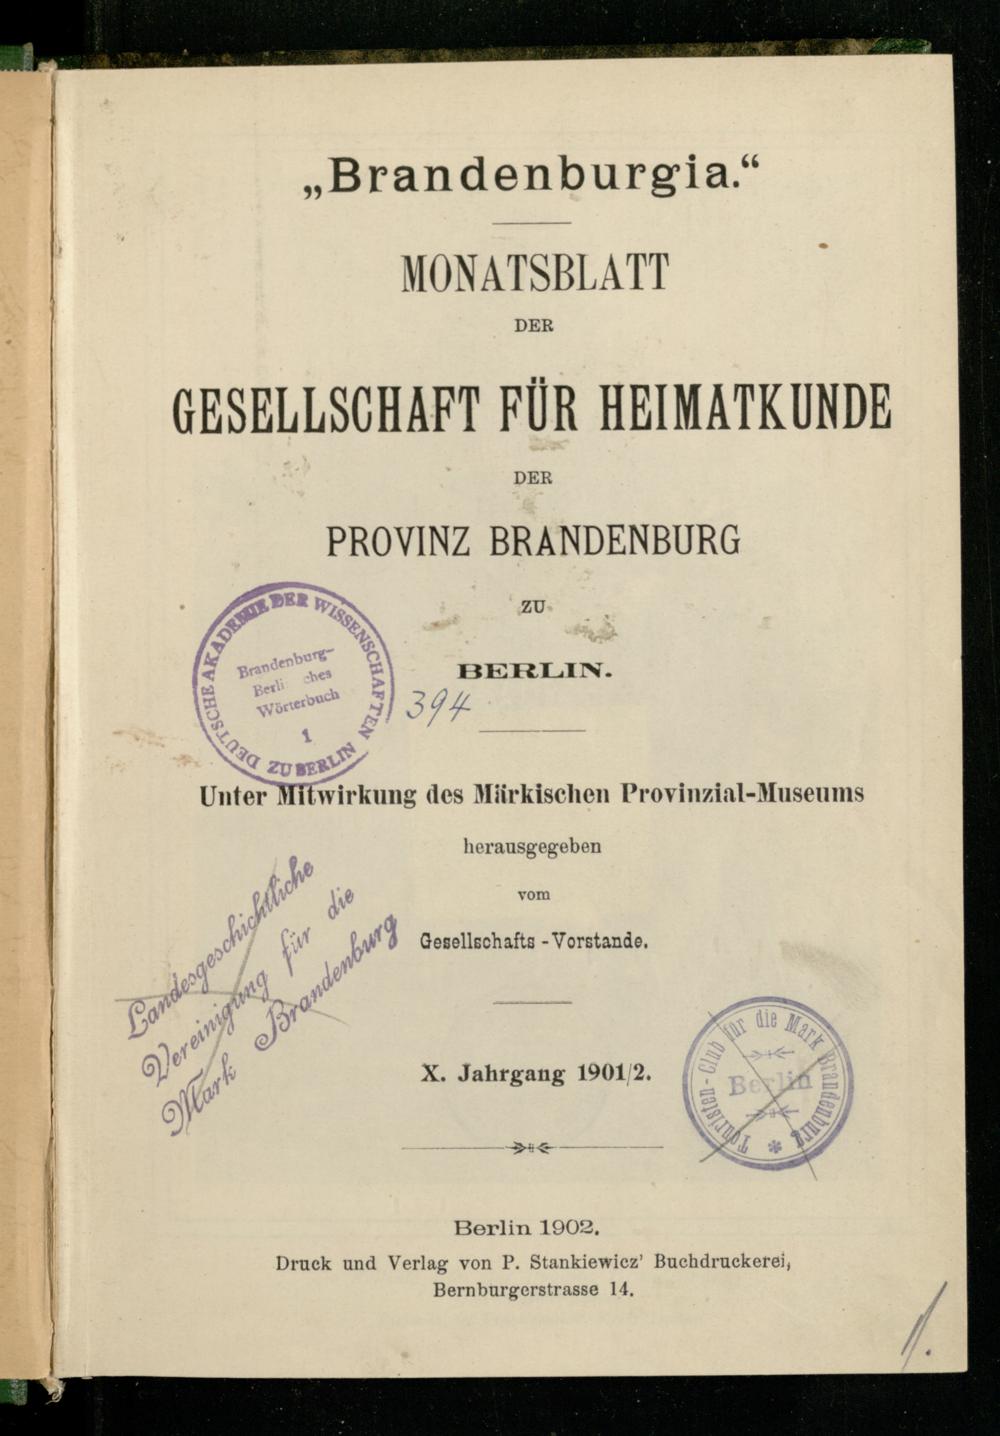 „Brandenburgia.“
MONATSBLATT
DER
GESELLSCHAFT FÜR HEIMATKUNDE
DER
PROVINZ BRANDENBURG
ZU
BERLIN.
DEUTSCHE AKADEMIE DER WISSENSCHAFTEN
ZU BERLIN
Brandenburg-
Berli ches
Wörterbuch
1
394
Unter Mitwirkung des Märkischen Provinzial-Museums
herausgegeben
vom
Gesellschafts-Vorstande.
Landesgeschichtliche
Vereinigung für die
Mark Brandenburg
X. Jahrgang 1901/2.
Touristen-Club für die Mark Brandenburg
Berlin
Berlin 1902.
Druck und Verlag von P. Stankiewicz' Buchdruckerei,
Bernburgerstrasse 14.